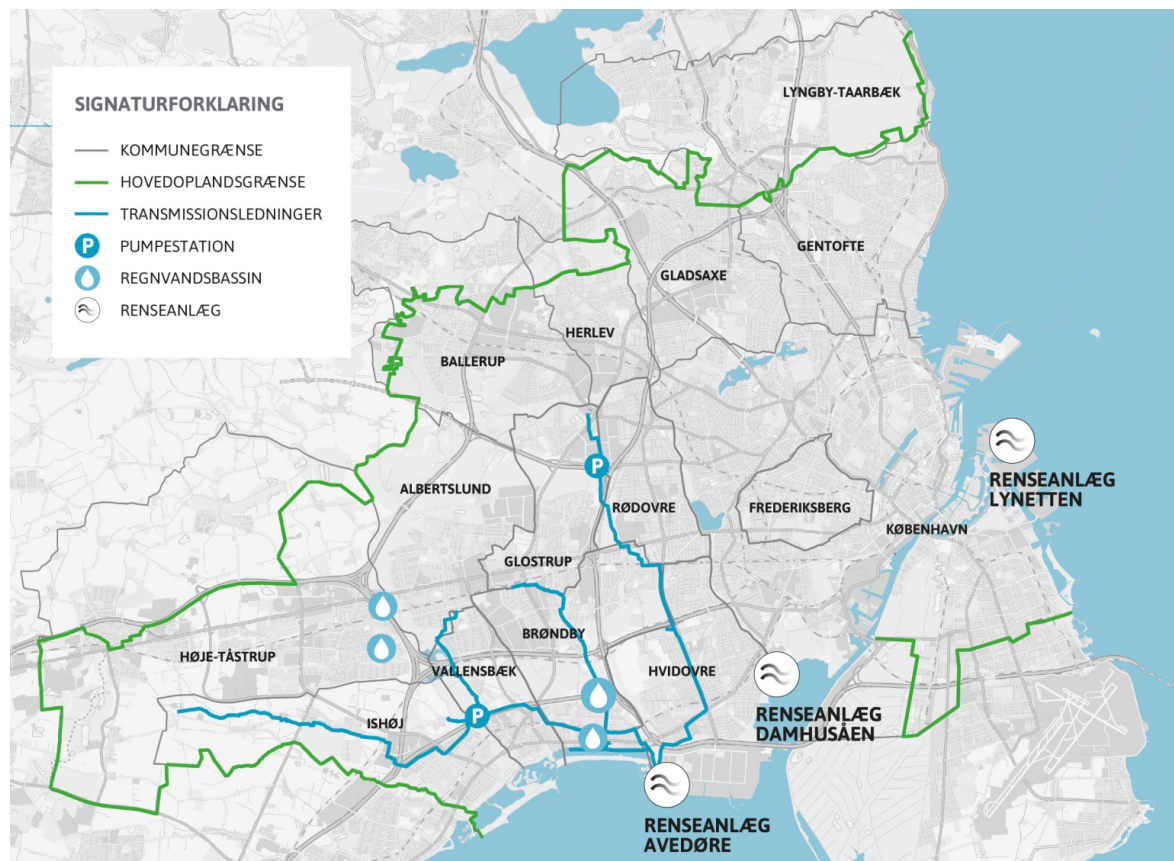 SIGNATURFORKLARING
KOMMUNEGRÆNSE
HOVEDOPLANDSGRÆNSE
TRANSMISSIONSLEDNINGER
P PUMPESTATION
REGNVANDSBASSIN
RENSEANLÆG
LYNGBY-TAARBÆK
GENTOFTE
GLADSAXE
HERLEV
BALLERUP
P
ALBERTSLUND
RØDOVRE
FREDERIKSBERG
RENSEANLÆG
LYNETTEN
KØBENHAVN
GLOSTRUP
BRØNDBY
HØJE-TÅSTRUP
VALLENSBÆK
HVIDOVRE
ISHØJ
P
RENSEANLÆG
DAMHUSÅEN
RENSEANLÆG
AVEDØRE